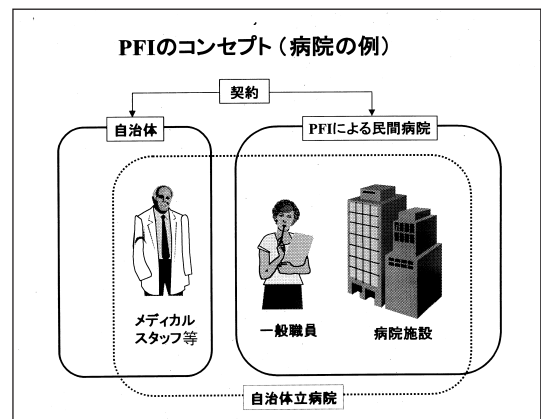 PFIのコンセプト（病院の例）
契約
自治体
PFIによる民間病院
メディカル
スタッフ等
一般職員
病院施設
自治体立病院